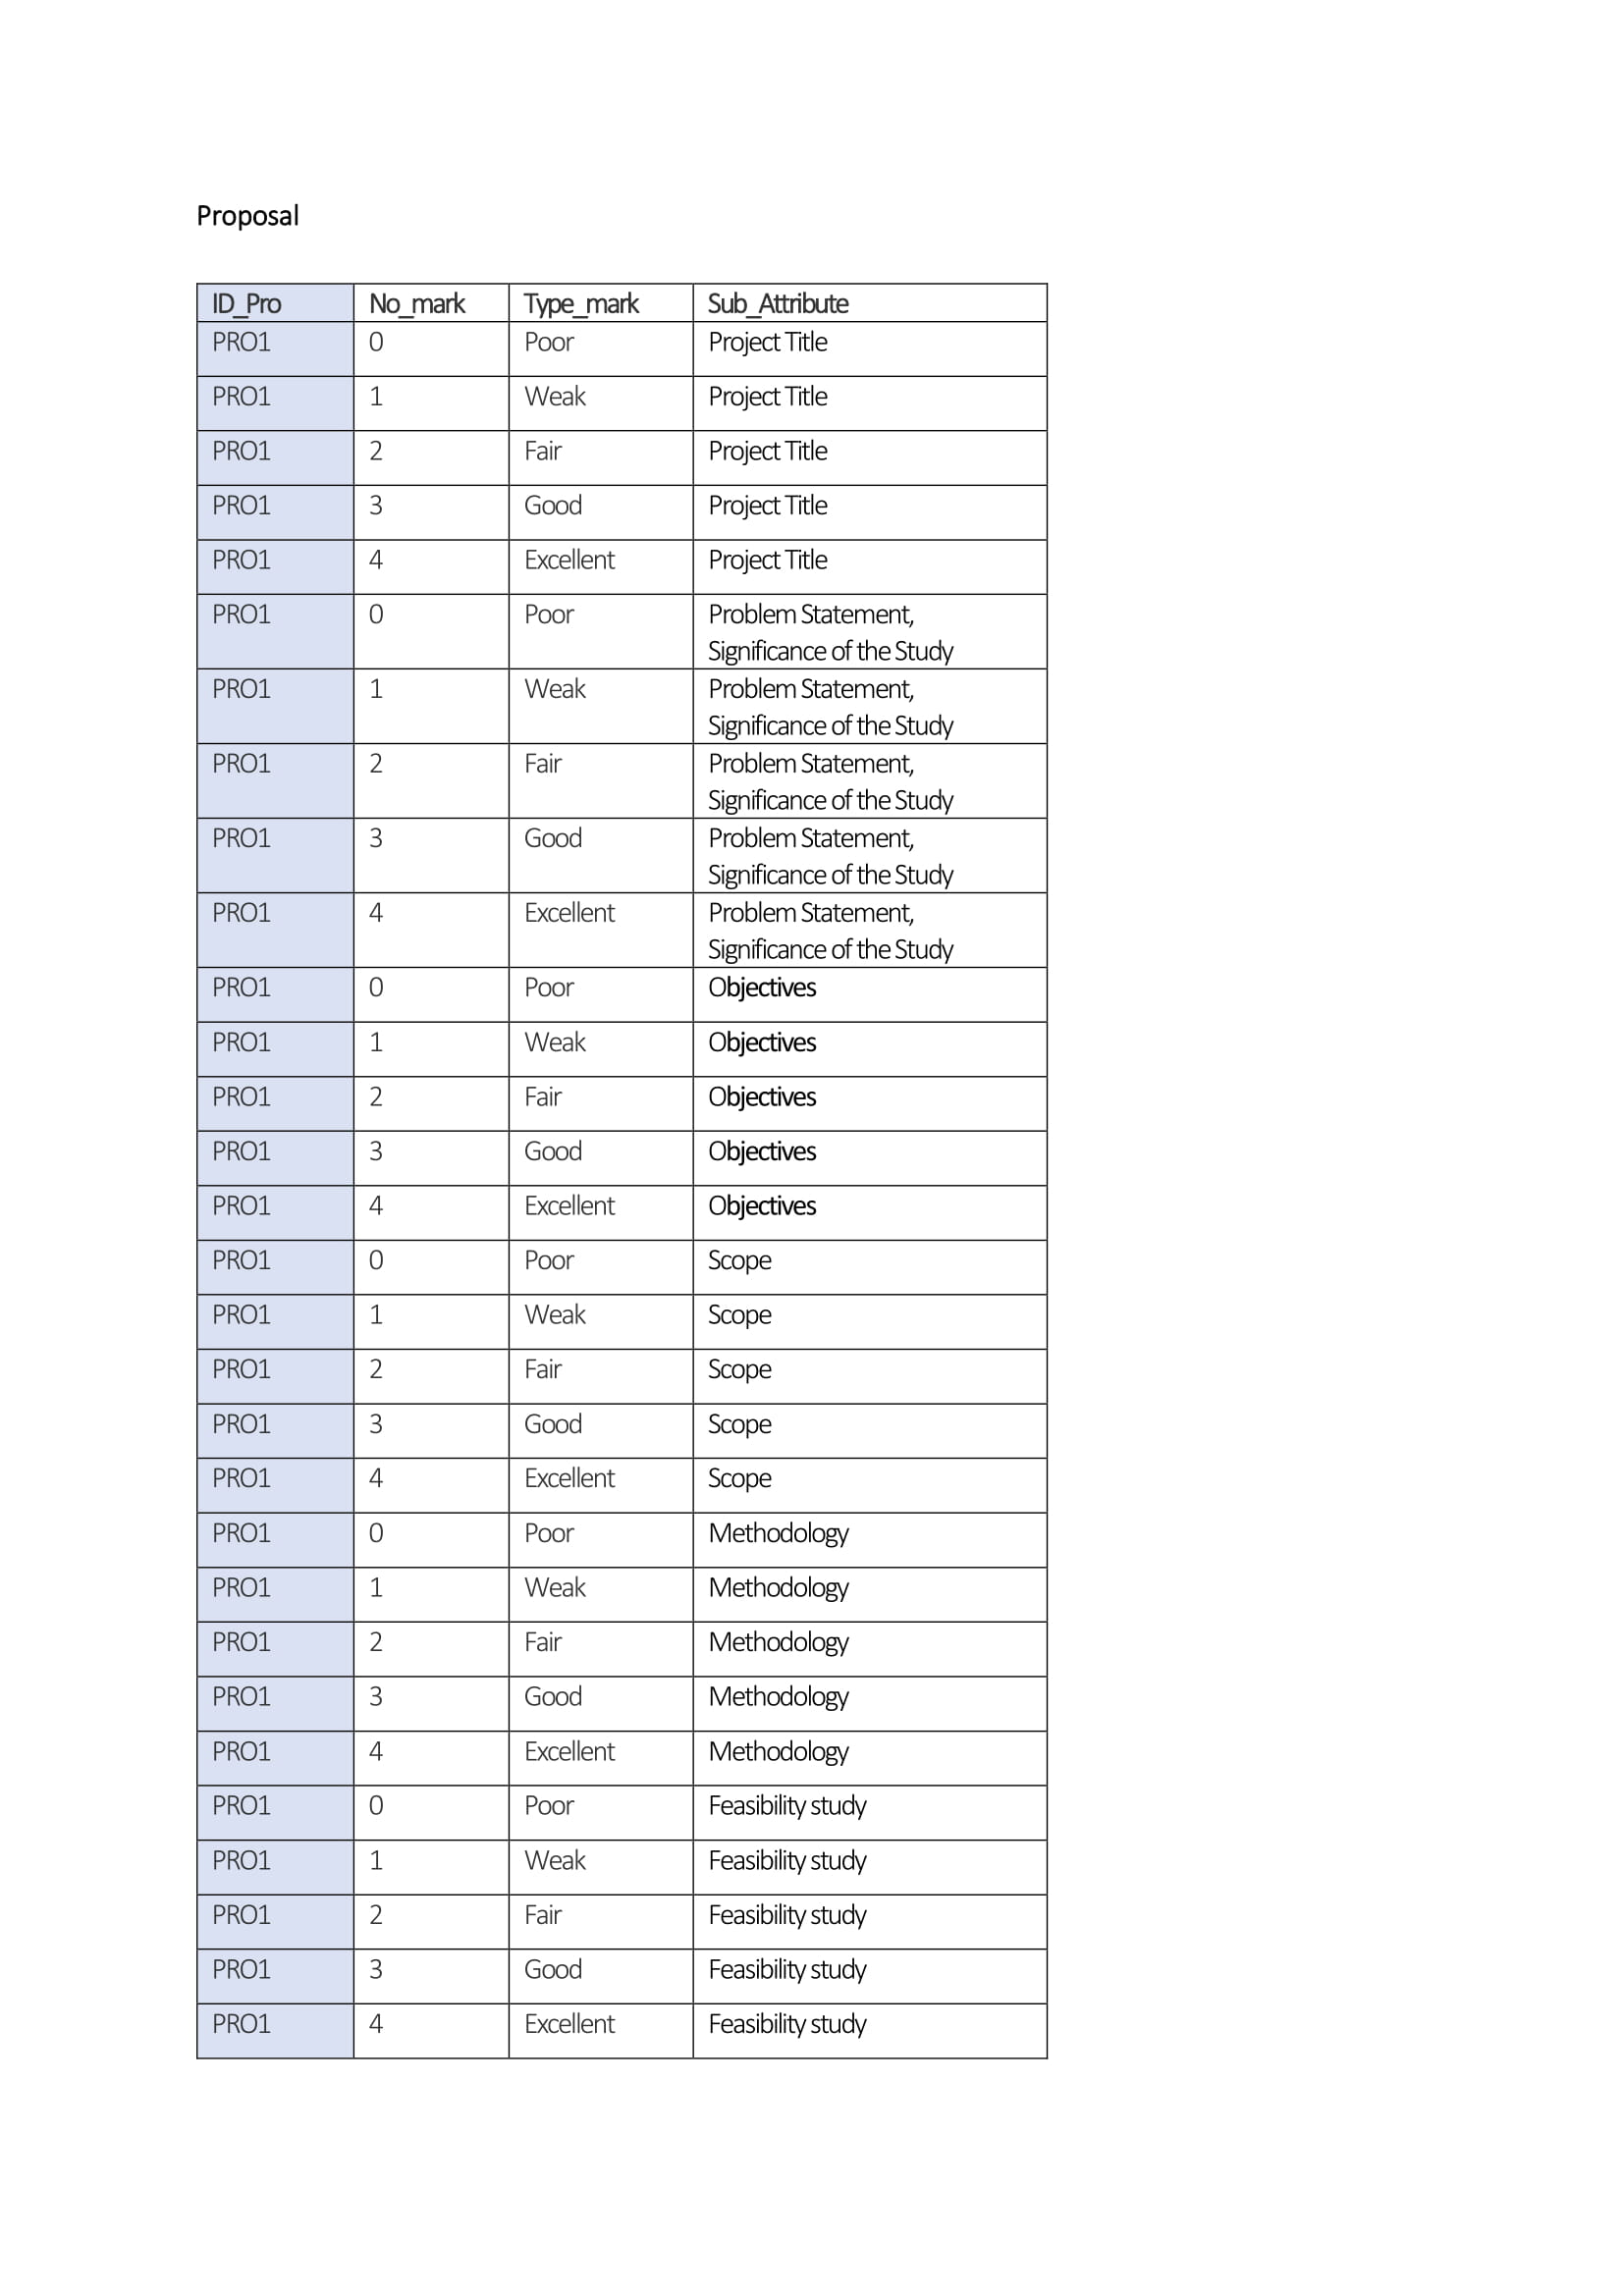 Proposal
ID_Pro No_mark Type_mark Sub_Attribute
PRO1 0 Poor Project Title
PRO1 1 Weak Project Title
PRO1 2 Fair Project Title
PRO1 3 Good Project Title
PRO1 4 Excellent Project Title
PRO1 0 Poor Problem Statement,
Significance of the Study
PRO1 1 Weak Problem Statement,
Significance of the Study
PRO1 2 Fair Problem Statement,
Significance of the Study
PRO1 3 Good Problem Statement,
Significance of the Study
PRO1 4 Excellent Problem Statement,
Significance of the Study
PRO1 0 Poor Objectives
PRO1 1 Weak Objectives
PRO1 2 Fair Objectives
PRO1 3 Good Objectives
PRO1 4 Excellent Objectives
PRO1 0 Poor Scope
PRO1 1 Weak Scope
PRO1 2 Fair Scope
PRO1 3 Good Scope
PRO1 4 Excellent Scope
PRO1 0 Poor Methodology
PRO1 1 Weak Methodology
PRO1 2 Fair Methodology
PRO1 3 Good Methodology
PRO1 4 Excellent Methodology
PRO1 0 Poor Feasibility study
PRO1 1 Weak Feasibility study
PRO1 2 Fair Feasibility study
PRO1 3 Good Feasibility study
PRO1 4 Excellent Feasibility study